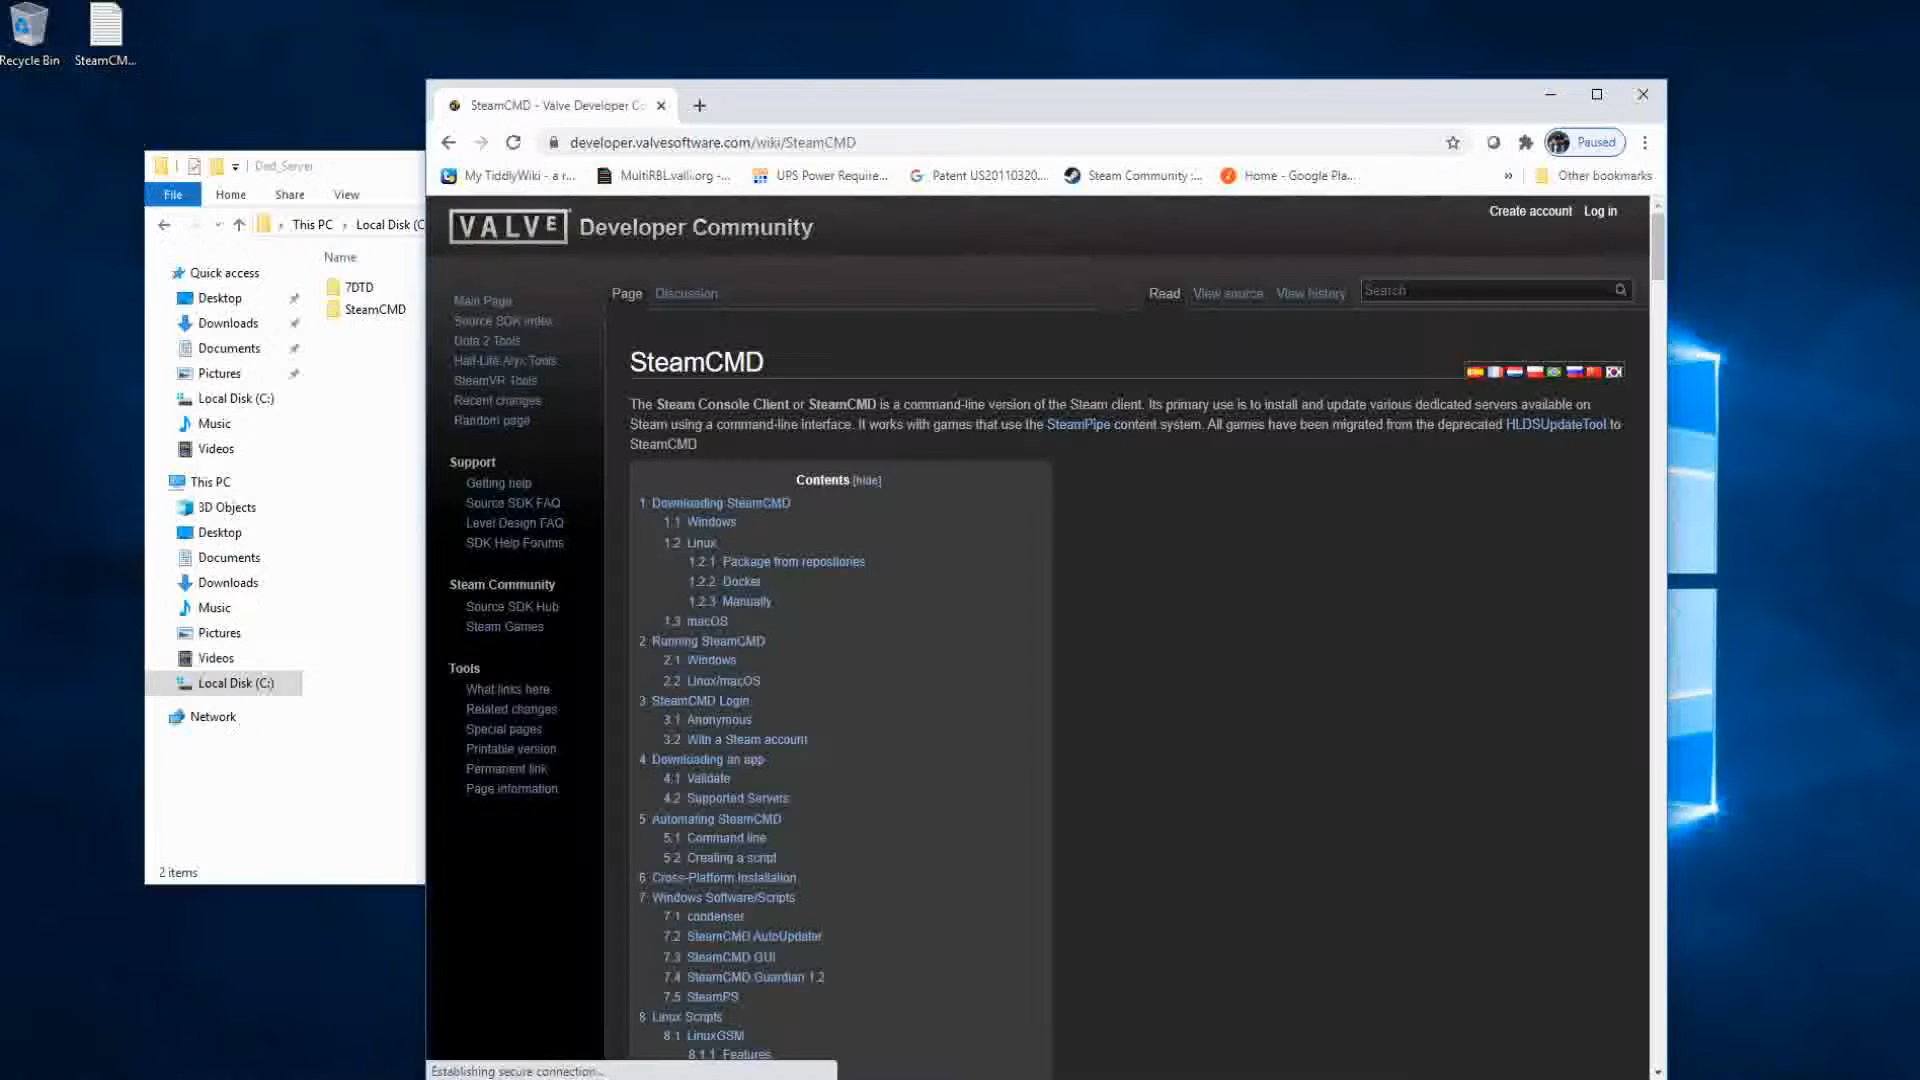 Recycle Bin
SteamCM...
Ded_Server
File Home Share View
This PC Local Disk (C
Name
7DTD
SteamCMD
Quick access
Desktop
Downloads
Documents
Pictures
Local Disk (C:)
Music
Videos
This PC
3D Objects
Desktop
Documents
Downloads
Music
Pictures
Videos
Local Disk (C:)
Network
2 items
SteamCMD - Valve Developer Co
developer.valvesoftware.com/wiki/SteamCMD
Paused
My TiddlyWiki - a r...
MultiRBL.valli.org -...
UPS Power Require...
Patent US20110320...
Steam Community :...
Home - Google Pla...
»
Other bookmarks
VALVE Developer Community
Create account Log in
Main Page
Source SDK index
Dota 2 Tools
Half-Life:Alyx Tools
SteamVR Tools
Recent changes
Random page
Support
Getting help
Source SDK FAQ
Level Design FAQ
SDK Help Forums
Steam Community
Source SDK Hub
Steam Games
Tools
What links here
Related changes
Special pages
Printable version
Permanent link
Page information
Page Discussion
Read View source View history
Search
SteamCMD
The Steam Console Client or SteamCMD is a command-line version of the Steam client. Its primary use is to install and update various dedicated servers available on
Steam using a command-line interface. It works with games that use the SteamPipe content system. All games have been migrated from the deprecated HLDSUpdateTool to
SteamCMD
Contents [hide]
1 Downloading SteamCMD
1.1 Windows
1.2 Linux
1.2.1 Package from repositories
1.2.2 Docker
1.2.3 Manually
1.3 macOS
2 Running SteamCMD
2.1 Windows
2.2 Linux/macOS
3 SteamCMD Login
3.1 Anonymous
3.2 With a Steam account
4 Downloading an app
4.1 Validate
4.2 Supported Servers
5 Automating SteamCMD
5.1 Command line
5.2 Creating a script
6 Cross-Platform Installation
7 Windows Software/Scripts
7.1 condenser
7.2 SteamCMD AutoUpdater
7.3 SteamCMD GUI
7.4 SteamCMD Guardian 1.2
7.5 SteamPS
8 Linux Scripts
8.1 LinuxGSM
8.1.1 Features
Establishing secure connection...